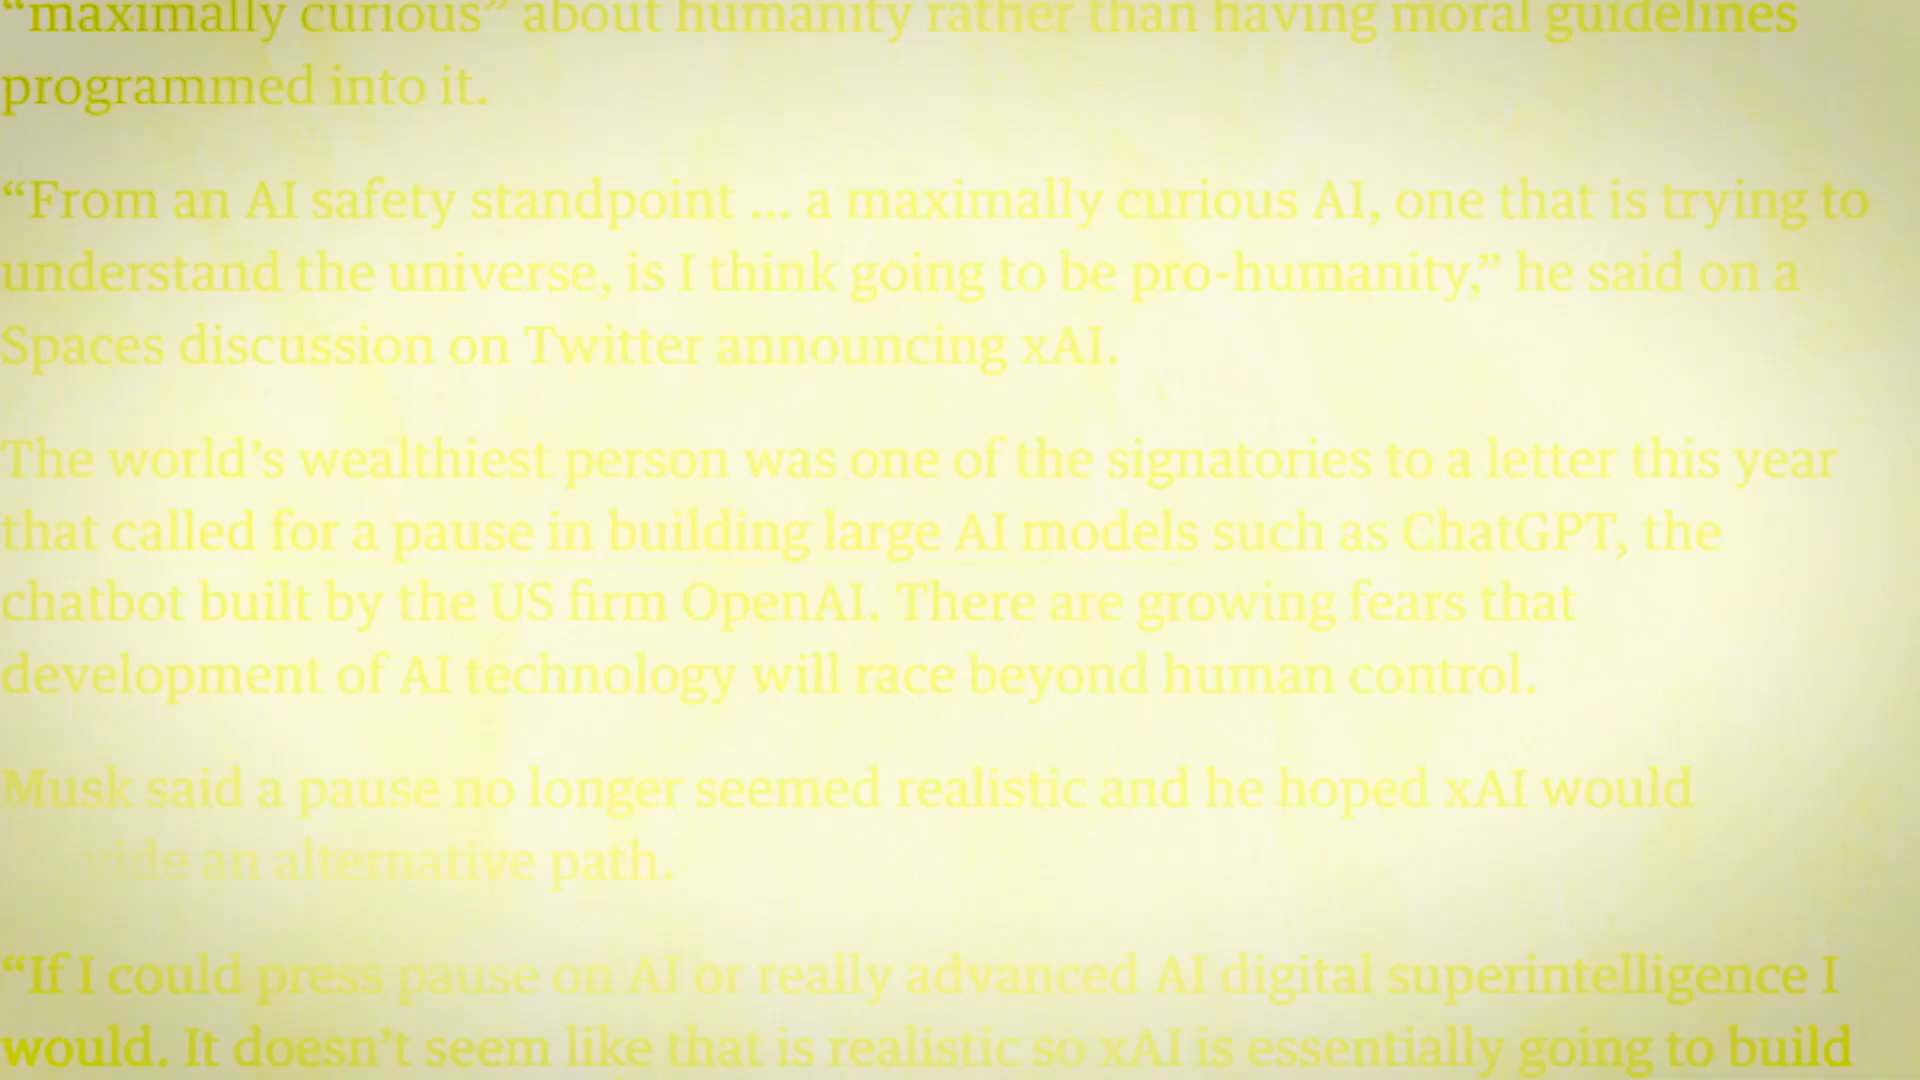 “maximally curious” about humanity rather than having moral guidelines
programmed into it.
“From an AI safety standpoint ... a maximally curious AI, one that is trying to
understand the universe, is I think going to be pro-humanity,” he said on a
Spaces discussion on Twitter announcing xAI.
The world’s wealthiest person was one of the signatories to a letter this year
that called for a pause in building large AI models such as ChatGPT, the
chatbot built by the US firm OpenAI. There are growing fears that
development of AI technology will race beyond human control.
Musk said a pause no longer seemed realistic and he hoped xAI would
vide an alternative path.
“If I could press pause on AI or really advanced AI digital superintelligence I
would. It doesn’t seem like that is realistic so xAI is essentially going to build